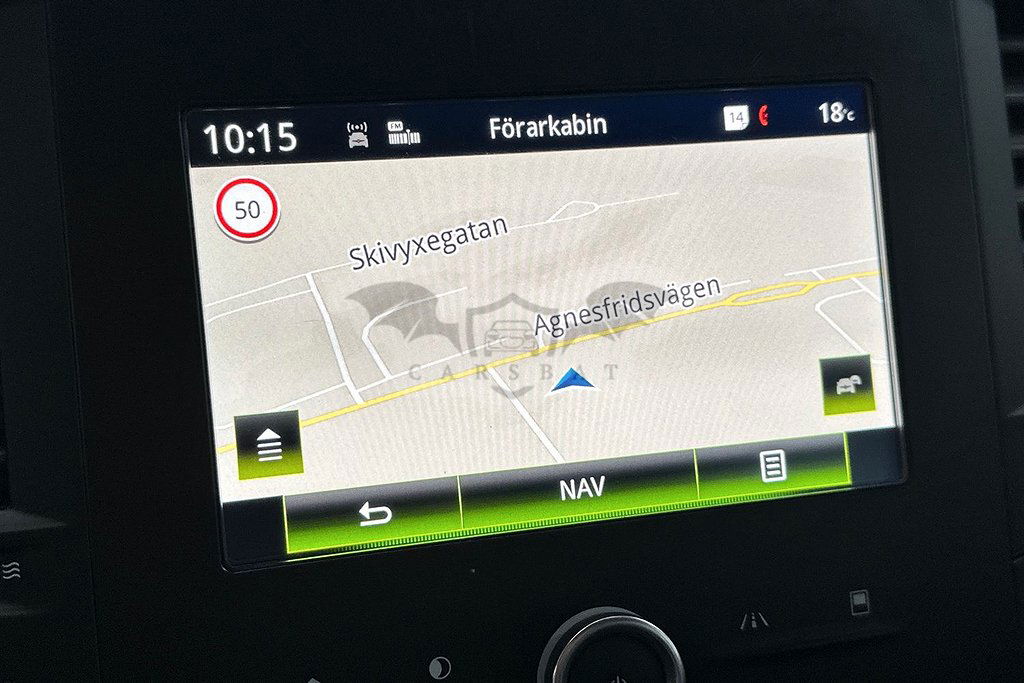 10:15
FM
Förarkabin
14
18°C
50
Skivyxegatan
Agnesfridsvägen
CARSBAT
NAV